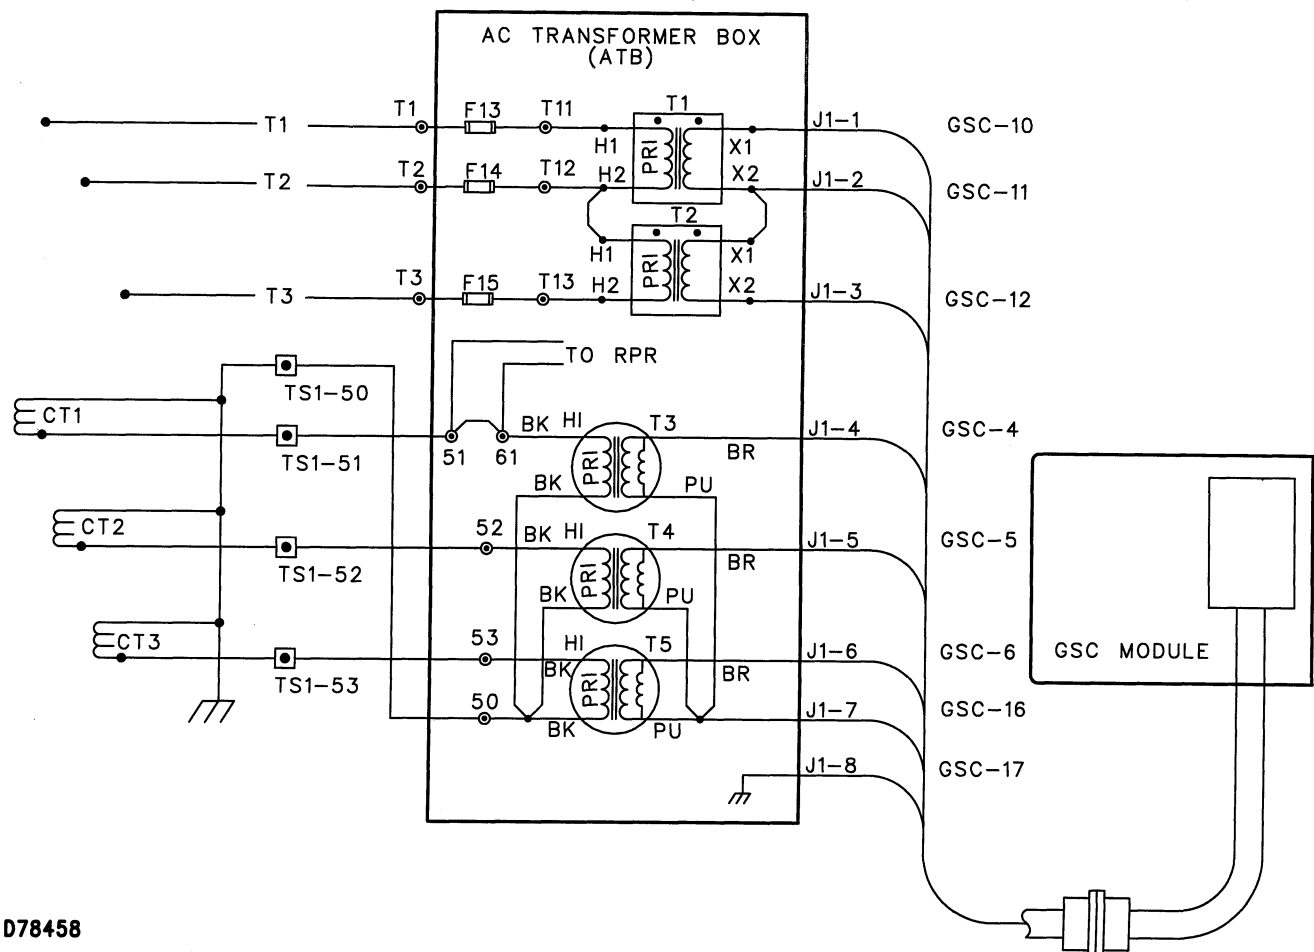 AC TRANSFORMER BOX
(ATB)
T1 T1 F13 T11 H1 PRI T1 X1 J1-1 GSC-10
T2 T2 F14 T12 H2 X2 J1-2 GSC-11
H1 PRI T2 X1
T3 T3 F15 T13 H2 X2 J1-3 GSC-12
TO RPR
TS1-50
CT1 TS1-51 51 61 BK HI PRI T3 BR J1-4 GSC-4
BK PU
CT2 TS1-52 52 BK HI PRI T4 BR J1-5 GSC-5
BK PU
CT3 TS1-53 53 BK HI PRI T5 BR J1-6 GSC-6
50 BK PU J1-7 GSC-16
J1-8 GSC-17
GSC MODULE
D78458